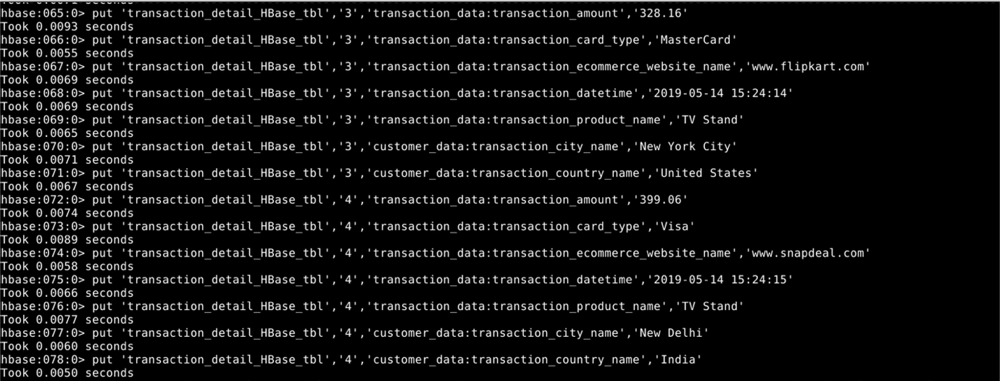 Took 0.0071 seconds
hbase:065:0> put 'transaction_detail_HBase_tbl','3','transaction_data:transaction_amount','328.16'
Took 0.0093 seconds
hbase:066:0> put 'transaction_detail_HBase_tbl','3','transaction_data:transaction_card_type','MasterCard'
Took 0.0055 seconds
hbase:067:0> put 'transaction_detail_HBase_tbl','3','transaction_data:transaction_ecommerce_website_name','www.flipkart.com'
Took 0.0069 seconds
hbase:068:0> put 'transaction_detail_HBase_tbl','3','transaction_data:transaction_datetime','2019-05-14 15:24:14'
Took 0.0069 seconds
hbase:069:0> put 'transaction_detail_HBase_tbl','3','transaction_data:transaction_product_name','TV Stand'
Took 0.0065 seconds
hbase:070:0> put 'transaction_detail_HBase_tbl','3','customer_data:transaction_city_name','New York City'
Took 0.0071 seconds
hbase:071:0> put 'transaction_detail_HBase_tbl','3','customer_data:transaction_country_name','United States'
Took 0.0067 seconds
hbase:072:0> put 'transaction_detail_HBase_tbl','4','transaction_data:transaction_amount','399.06'
Took 0.0074 seconds
hbase:073:0> put 'transaction_detail_HBase_tbl','4','transaction_data:transaction_card_type','Visa'
Took 0.0089 seconds
hbase:074:0> put 'transaction_detail_HBase_tbl','4','transaction_data:transaction_ecommerce_website_name','www.snapdeal.com'
Took 0.0058 seconds
hbase:075:0> put 'transaction_detail_HBase_tbl','4','transaction_data:transaction_datetime','2019-05-14 15:24:15'
Took 0.0066 seconds
hbase:076:0> put 'transaction_detail_HBase_tbl','4','transaction_data:transaction_product_name','TV Stand'
Took 0.0077 seconds
hbase:077:0> put 'transaction_detail_HBase_tbl','4','customer_data:transaction_city_name','New Delhi'
Took 0.0060 seconds
hbase:078:0> put 'transaction_detail_HBase_tbl','4','customer_data:transaction_country_name','India'
Took 0.0050 seconds